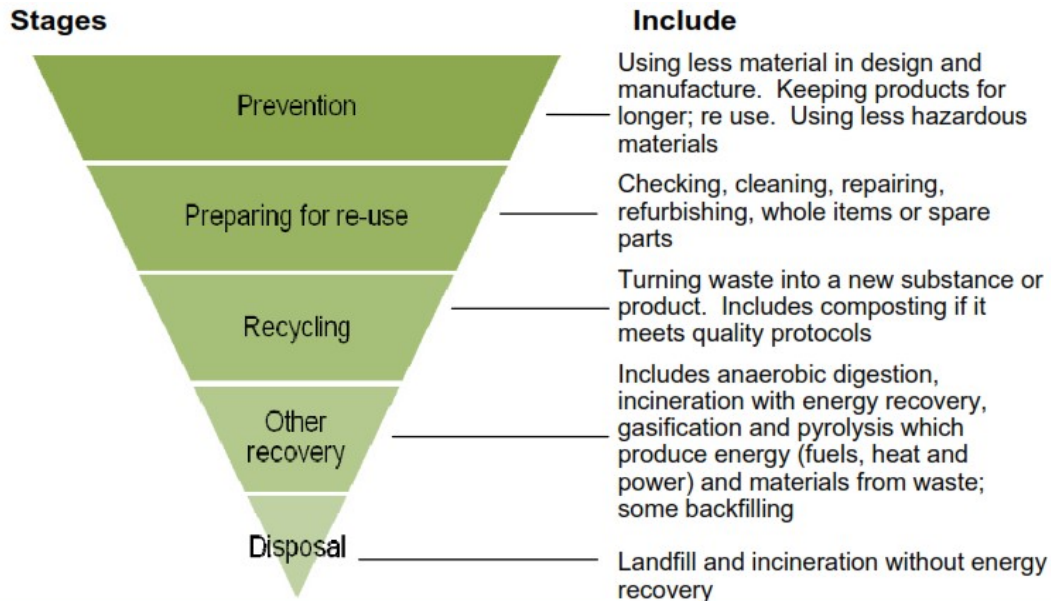 Stages
Include
Prevention
Using less material in design and
manufacture.  Keeping products for
longer; re use.  Using less hazardous
materials
Preparing for re-use
Checking, cleaning, repairing,
refurbishing, whole items or spare
parts
Recycling
Turning waste into a new substance or
product.  Includes composting if it
meets quality protocols
Other
recovery
Includes anaerobic digestion,
incineration with energy recovery,
gasification and pyrolysis which
produce energy (fuels, heat and
power) and materials from waste;
some backfilling
Disposal
Landfill and incineration without energy
recovery